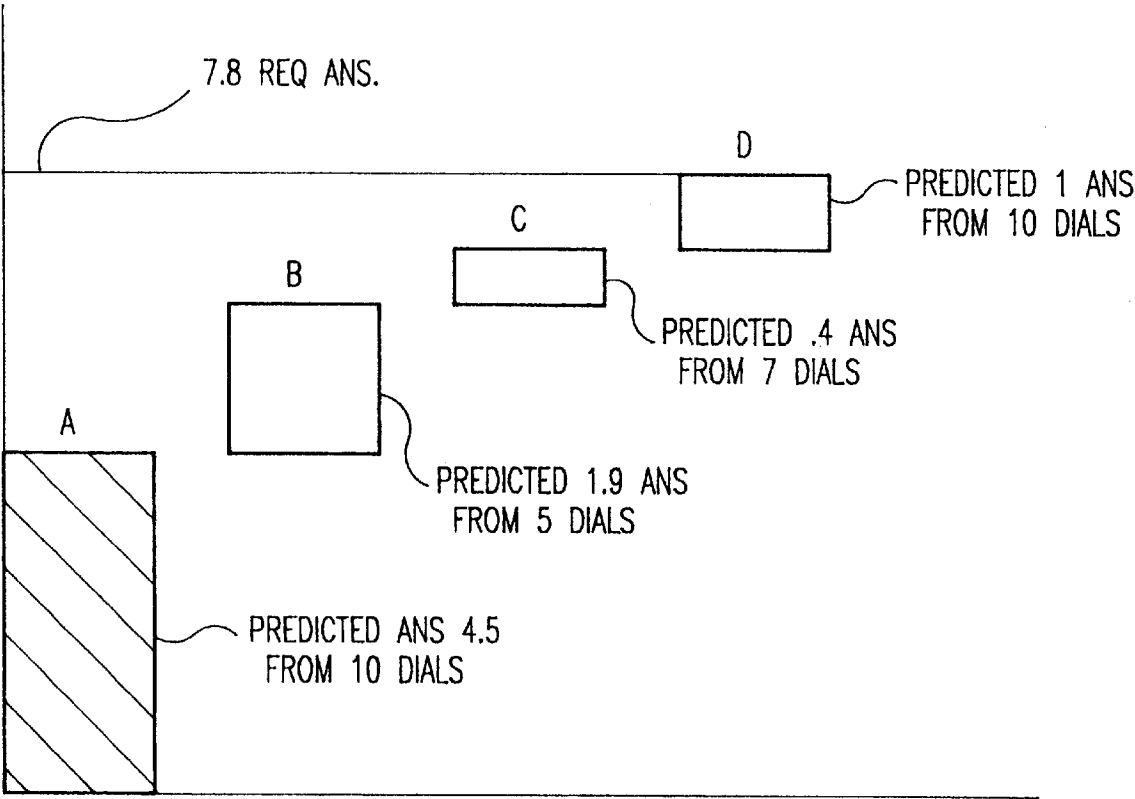 7.8 REQ ANS.
D
PREDICTED 1 ANS
FROM 10 DIALS
C
PREDICTED .4 ANS
FROM 7 DIALS
B
PREDICTED 1.9 ANS
FROM 5 DIALS
A
PREDICTED ANS 4.5
FROM 10 DIALS